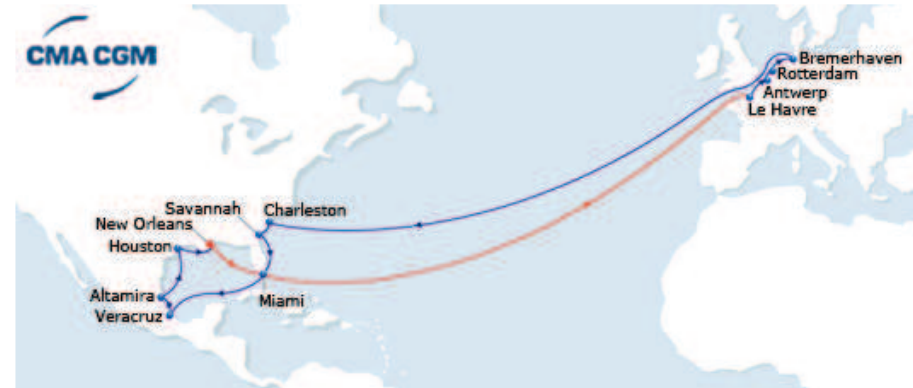 CMA CGM
Bremerhaven
Rotterdam
Antwerp
Le Havre
Savannah
Charleston
New Orleans
Houston
Altamira
Miami
Veracruz